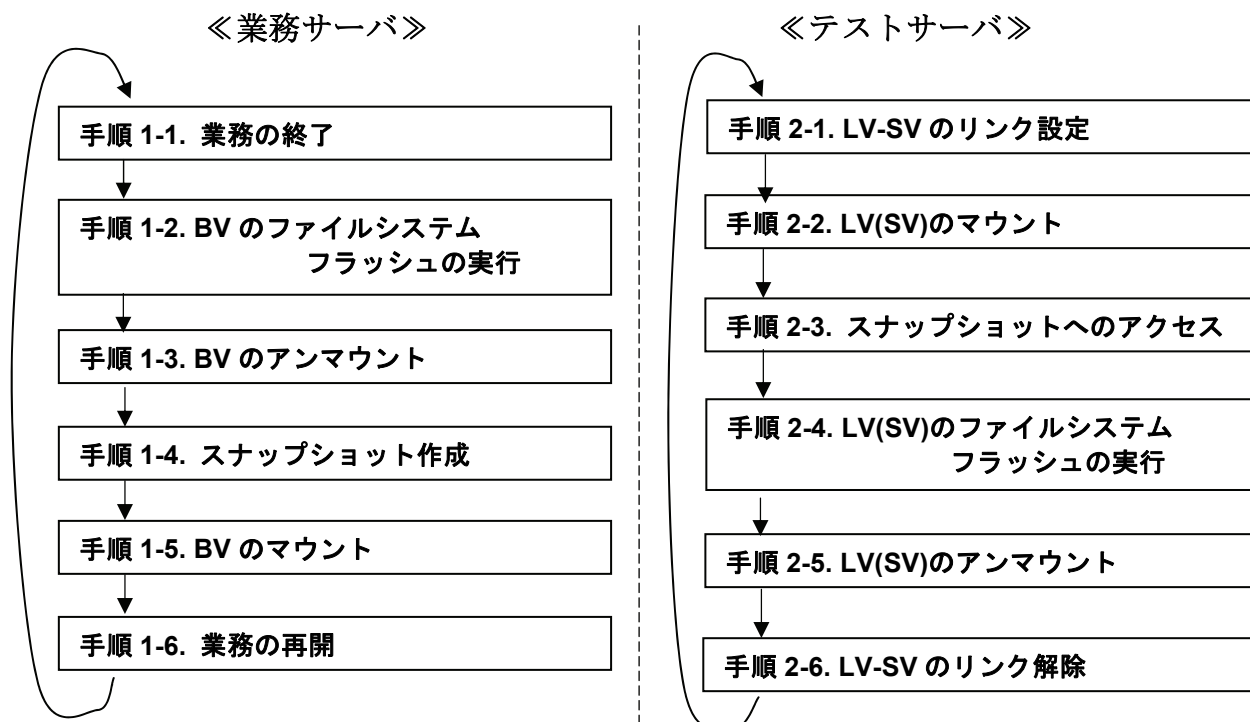 ≪業務サーバ≫
手順 1-1. 業務の終了
手順 1-2. BV のファイルシステム
フラッシュの実行
手順 1-3. BV のアンマウント
手順 1-4. スナップショット作成
手順 1-5. BV のマウント
手順 1-6. 業務の再開
≪テストサーバ≫
手順 2-1. LV-SV のリンク設定
手順 2-2. LV(SV)のマウント
手順 2-3. スナップショットへのアクセス
手順 2-4. LV(SV)のファイルシステム
フラッシュの実行
手順 2-5. LV(SV)のアンマウント
手順 2-6. LV-SV のリンク解除